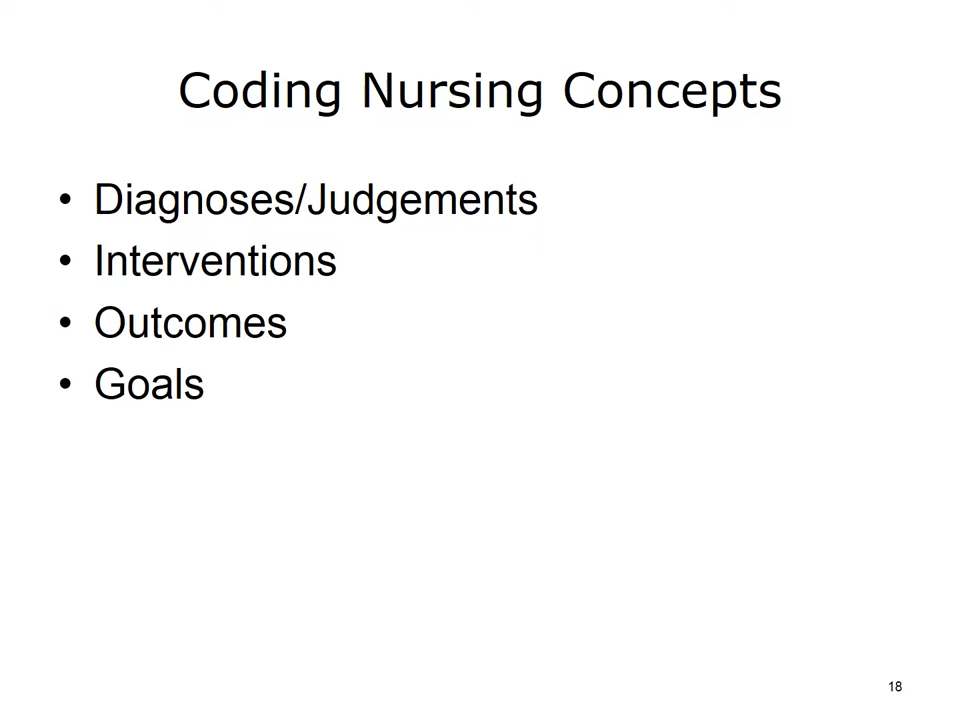 Coding Nursing Concepts
• Diagnoses/Judgements
• Interventions
• Outcomes
• Goals
18